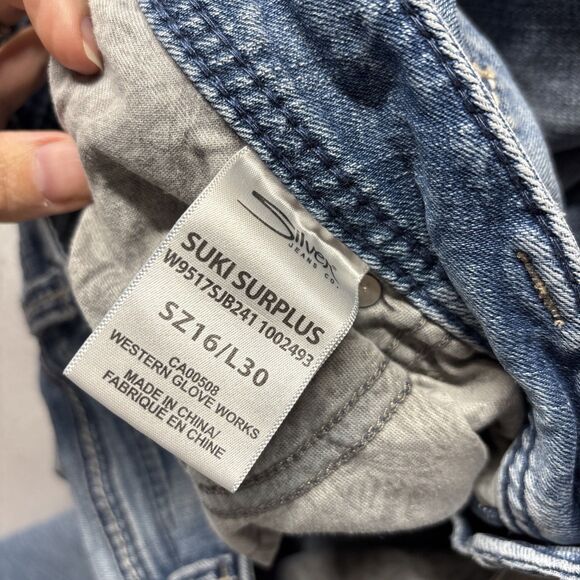 Silver
JEANS CO.
SUKI SURPLUS
W9517SJB241 1002493
SZ16/L30
CA00508
WESTERN GLOVE WORKS
MADE IN CHINA/
FABRIQUÉ EN CHINE